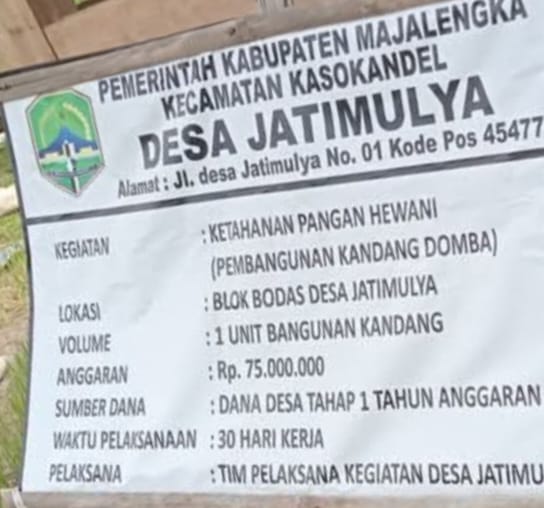 PEMERINTAH KABUPATEN MAJALENGKA
KECAMATAN KASOKANDEL
DESA JATIMULYA
Alamat : Jl. desa Jatimulya No. 01 Kode Pos 45477
KEGIATAN : KETAHANAN PANGAN HEWANI
(PEMBANGUNAN KANDANG DOMBA)
LOKASI : BLOK BODAS DESA JATIMULYA
VOLUME : 1 UNIT BANGUNAN KANDANG
ANGGARAN : Rp. 75.000.000
SUMBER DANA : DANA DESA TAHAP 1 TAHUN ANGGARAN
WAKTU PELAKSANAAN : 30 HARI KERJA
PELAKSANA : TIM PELAKSANA KEGIATAN DESA JATIMU